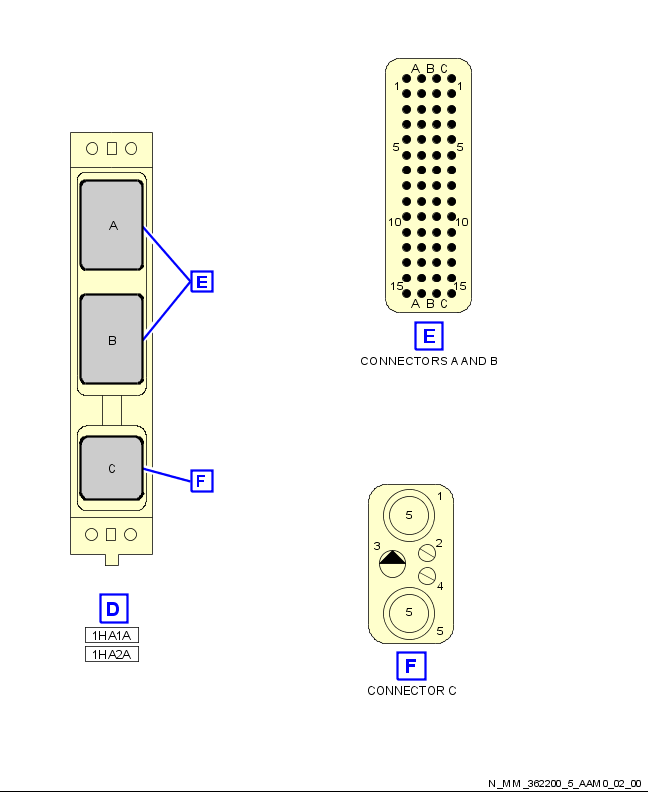 A B C
1 1
5 5
10 10
15 15
A B C
E
CONNECTORS A AND B
A
E
B
C
F
D
1HA1A
1HA2A
1
5
3 2
4
5
5
F
CONNECTOR C
N_MM_362200_5_AAM0_02_00